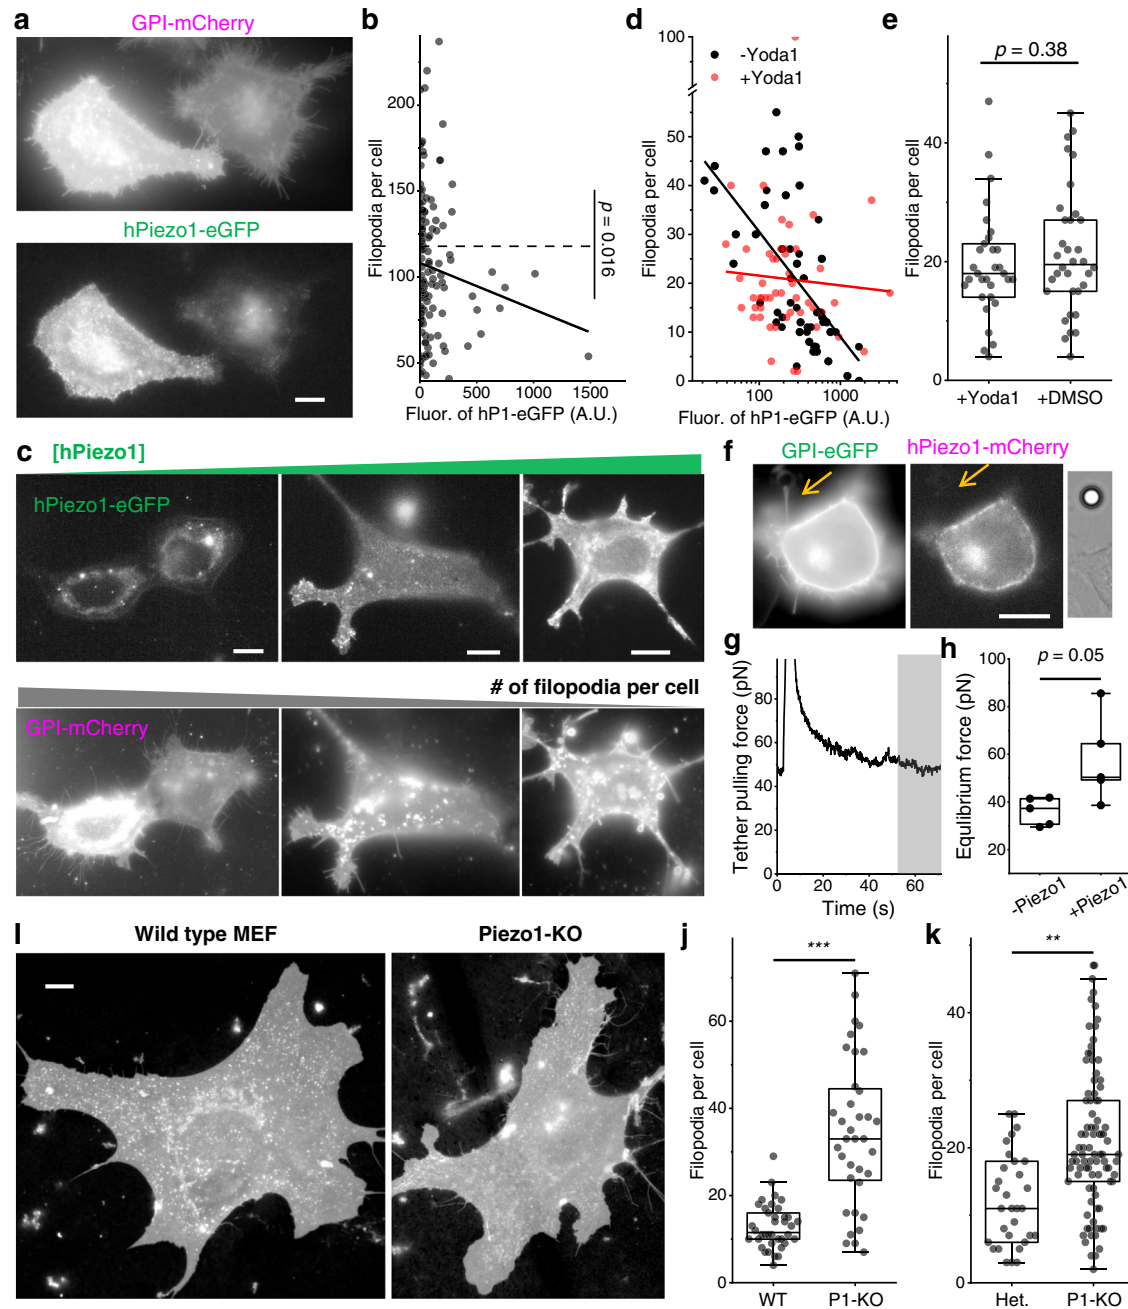 a
GPI-mCherry
hPiezo1-eGFP
b
Filopodia per cell
200
150
100
50
0 500 1000 1500
Fluor. of hP1-eGFP (A.U.)
p = 0.016
d
-Yoda1
+Yoda1
Filopodia per cell
100
50
40
30
20
10
0
100 1000
Fluor. of hP1-eGFP (A.U.)
e
p = 0.38
Filopodia per cell
40
20
0
+Yoda1 +DMSO
c [hPiezo1]
hPiezo1-eGFP
# of filopodia per cell
GPI-mCherry
f
GPI-eGFP hPiezo1-mCherry
g
Tether pulling force (pN)
80
60
40
20
0
0 20 40 60
Time (s)
h
p = 0.05
Equlibrium force (pN)
100
80
60
40
20
-Piezo1 +Piezo1
I
Wild type MEF Piezo1-KO
j
***
Filopodia per cell
60
40
20
0
WT P1-KO
k
**
Filopodia per cell
40
20
0
Het. P1-KO